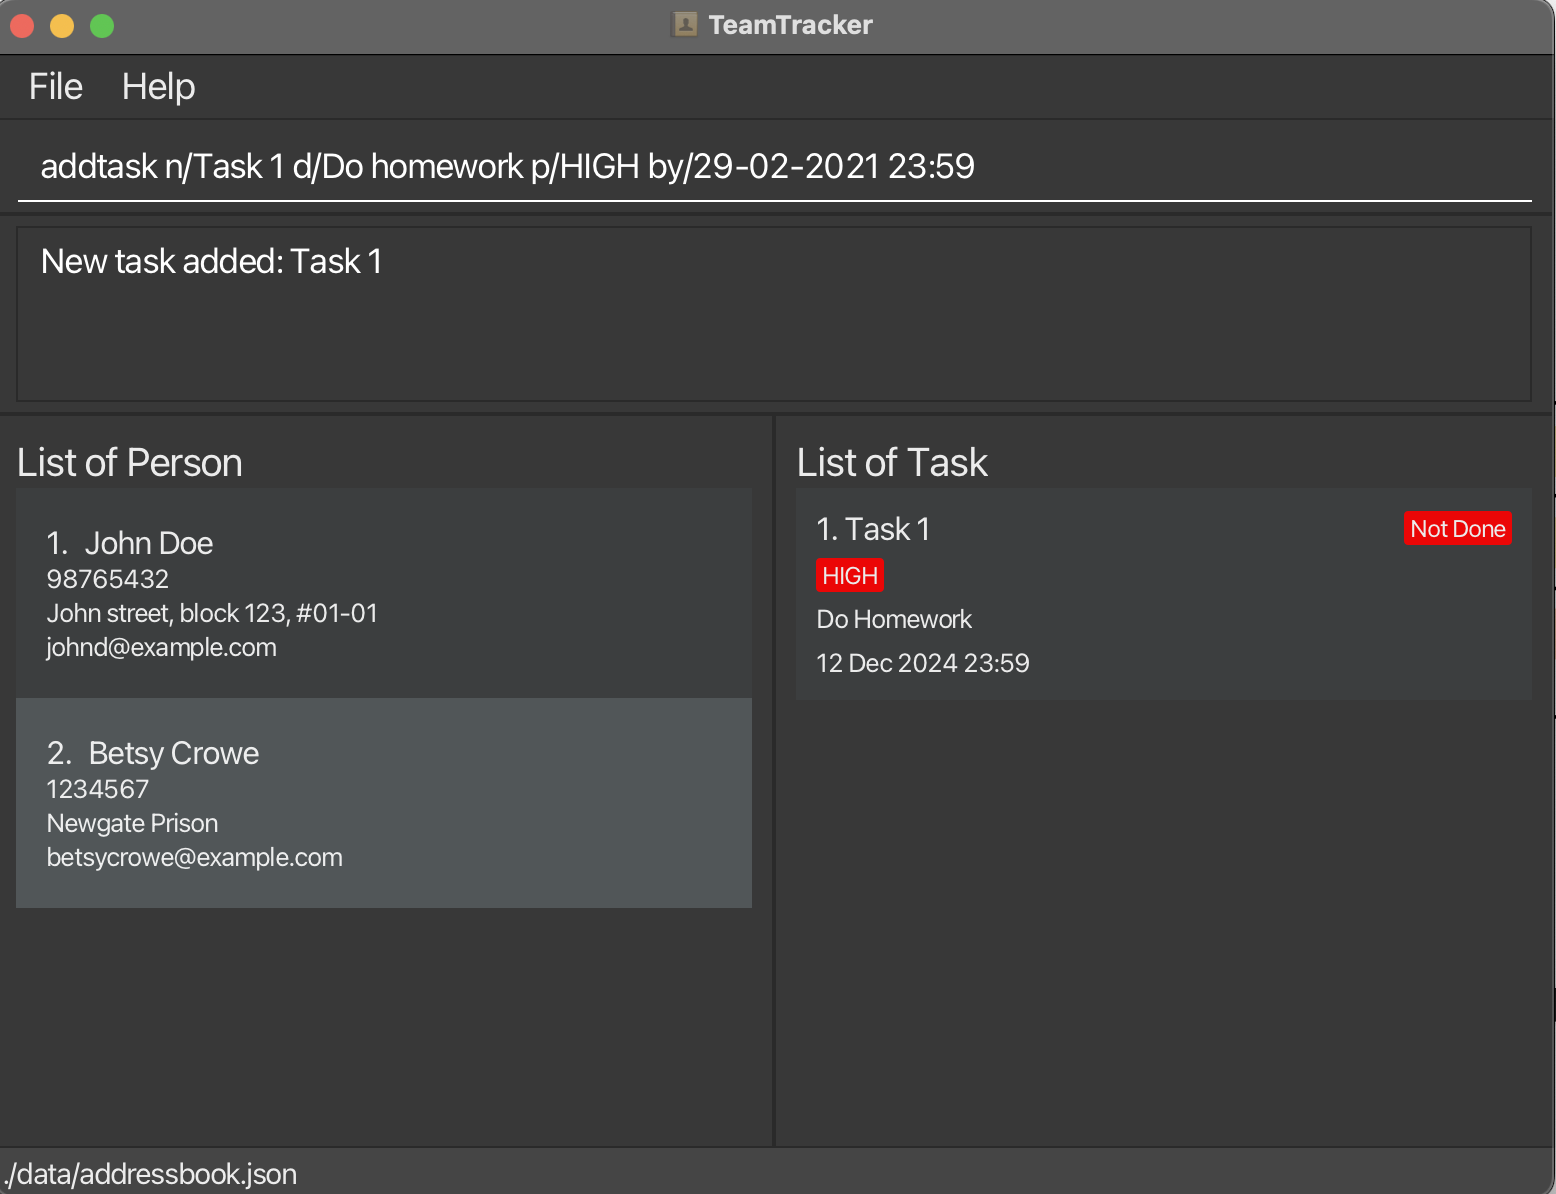 TeamTracker
File Help
addtask n/Task 1 d/Do homework p/HIGH by/29-02-2021 23:59
New task added: Task 1
List of Person
1. John Doe
98765432
John street, block 123, #01-01
johnd@example.com
2. Betsy Crowe
1234567
Newgate Prison
betsycrowe@example.com
List of Task
1. Task 1
Not Done
HIGH
Do Homework
12 Dec 2024 23:59
./data/addressbook.json